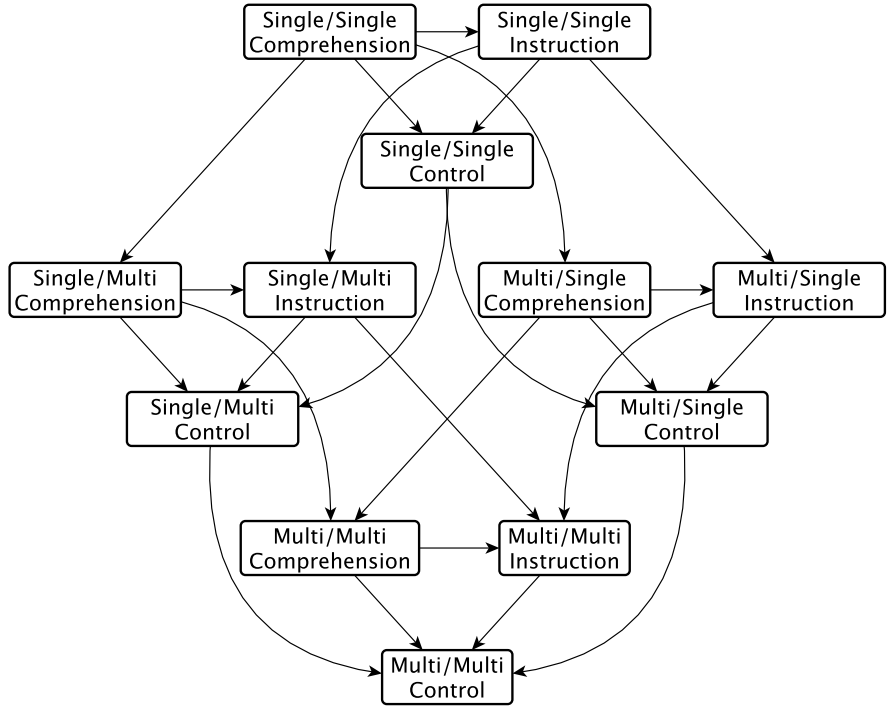 Single/Single
Comprehension
Single/Single
Instruction
Single/Single
Control
Single/Multi
Comprehension
Single/Multi
Instruction
Multi/Single
Comprehension
Multi/Single
Instruction
Single/Multi
Control
Multi/Single
Control
Multi/Multi
Comprehension
Multi/Multi
Instruction
Multi/Multi
Control